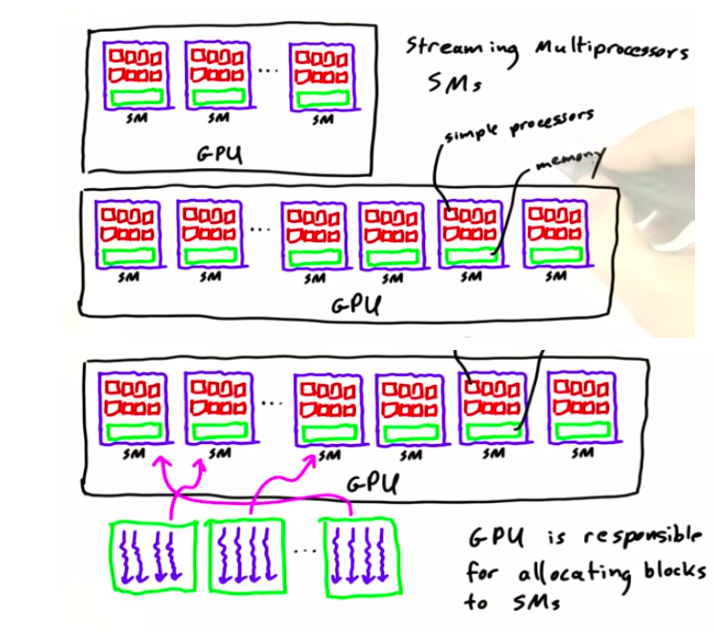 Streaming Multiprocessors
SMs
SM SM SM
GPU
simple processors
memory
SM SM SM SM SM SM
GPU
SM SM SM SM SM SM
GPU
GPU is responsible
for allocating blocks
to SMs